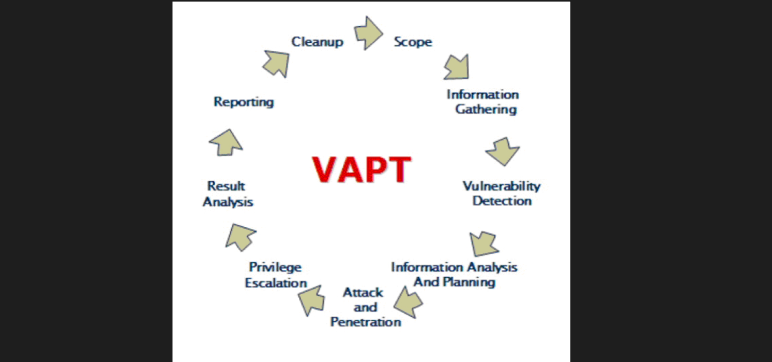 Cleanup
Scope
Information
Gathering
Vulnerability
Detection
Information Analysis
And Planning
Attack
and
Penetration
Privilege
Escalation
Result
Analysis
Reporting
VAPT